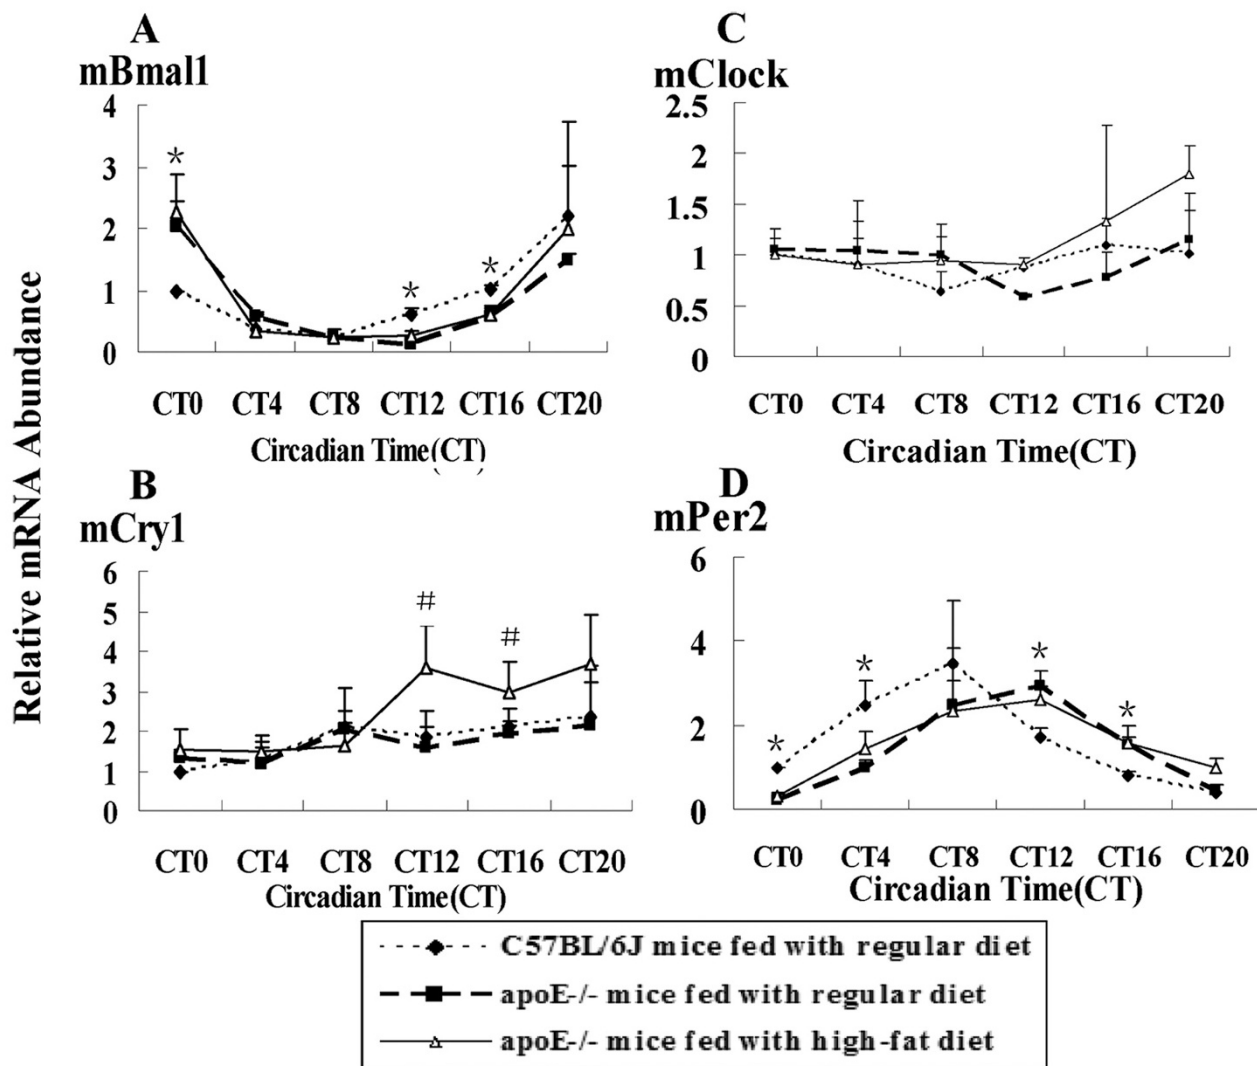 A
mBmal1
4
3
2
1
0
*
*
*
CT0 CT4 CT8 CT12 CT16 CT20
Circadian Time(CT)
C
mClock
2.5
2
1.5
1
0.5
0
CT0 CT4 CT8 CT12 CT16 CT20
Circadian Time(CT)
Relative mRNA Abundance
B
mCry1
6
5
4
3
2
1
0
#
#
CT0 CT4 CT8 CT12 CT16 CT20
Circadian Time(CT)
D
mPer2
6
4
2
0
*
*
*
*
CT0 CT4 CT8 CT12 CT16 CT20
Circadian Time(CT)
C57BL/6J mice fed with regular diet
apoE-/- mice fed with regular diet
apoE-/- mice fed with high-fat diet